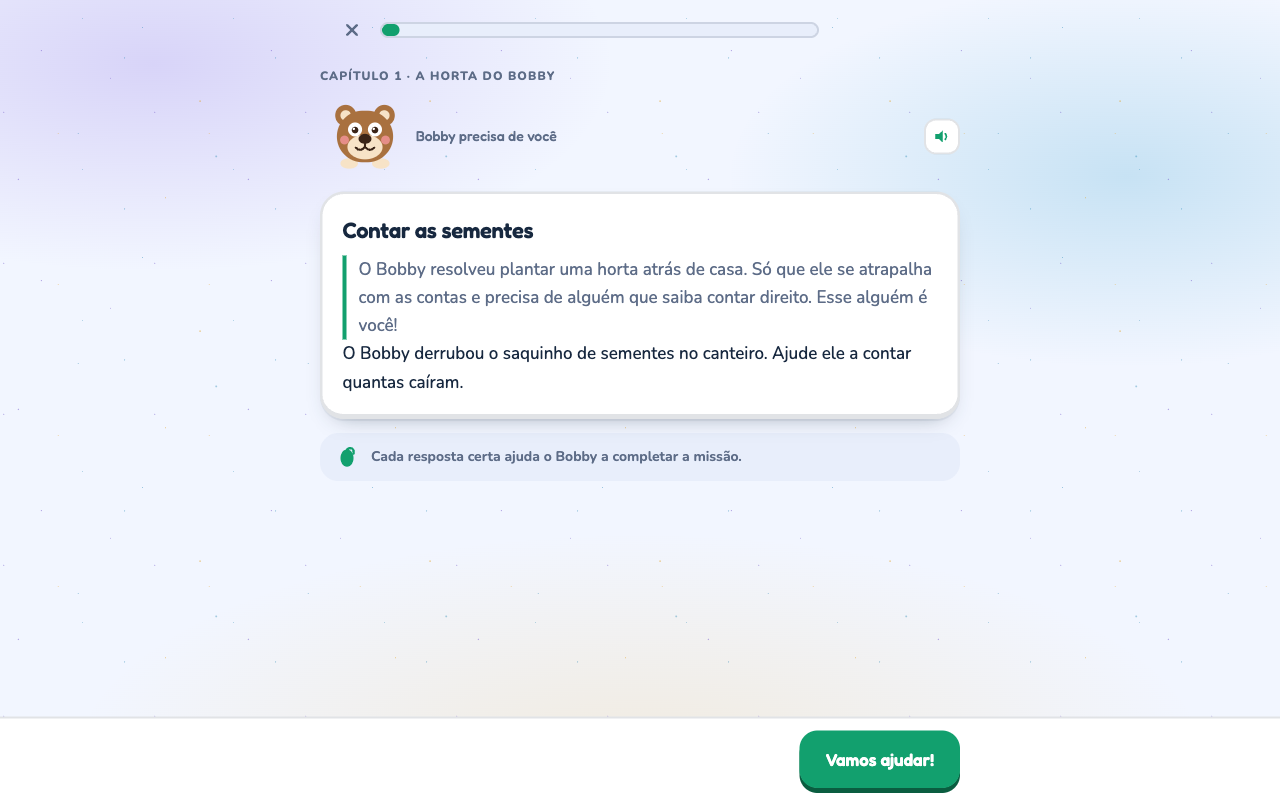 CAPÍTULO 1 · A HORTA DO BOBBY
Bobby precisa de você
Contar as sementes
O Bobby resolveu plantar uma horta atrás de casa. Só que ele se atrapalha
com as contas e precisa de alguém que saiba contar direito. Esse alguém é
você!
O Bobby derrubou o saquinho de sementes no canteiro. Ajude ele a contar
quantas caíram.
Cada resposta certa ajuda o Bobby a completar a missão.
Vamos ajudar!